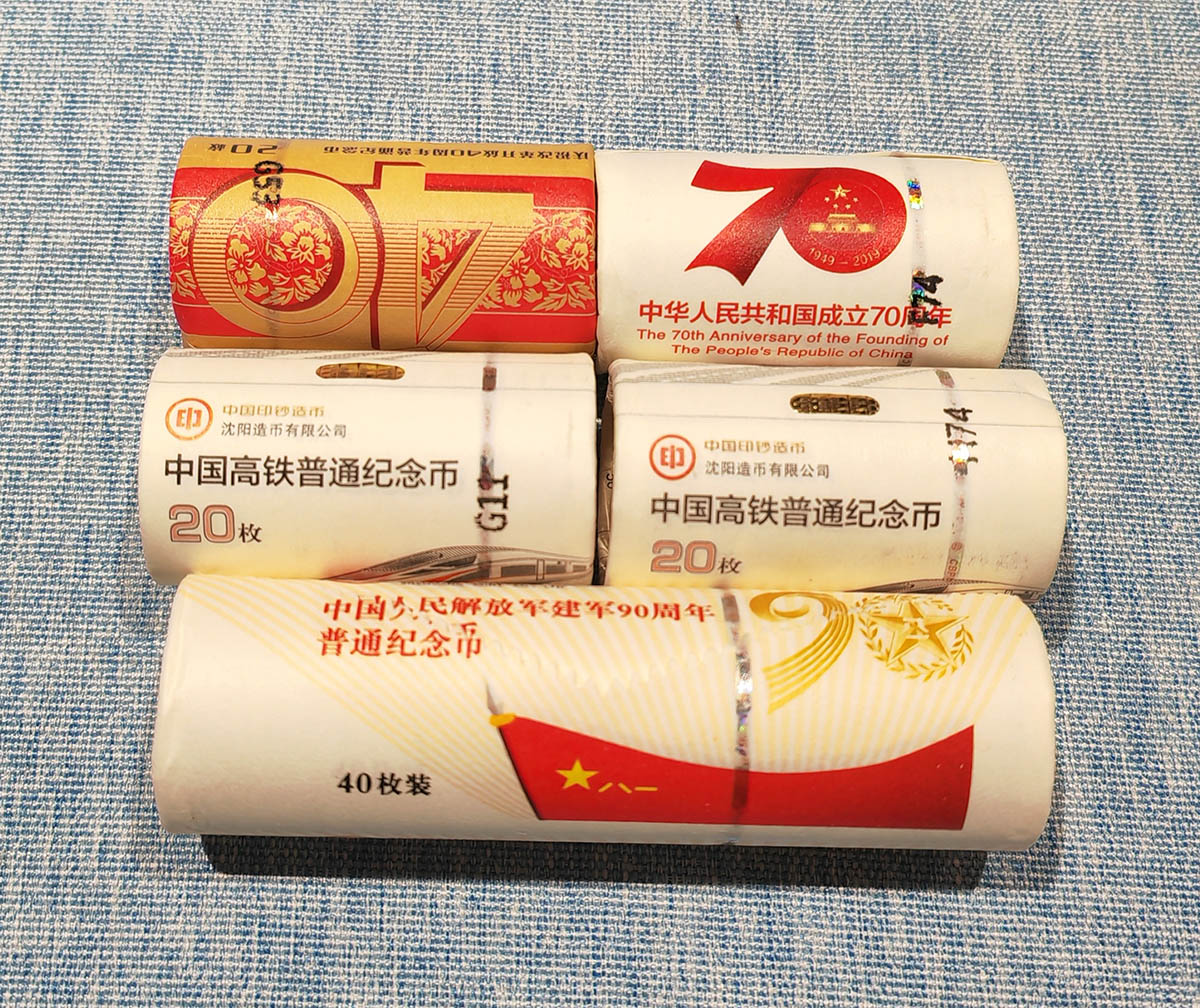 庆祝改革开放40周年普通纪念币
20枚
G53
40
70
1949 - 2019
中华人民共和国成立70周年
The 70th Anniversary of the Founding of
The People's Republic of China
中国印钞造币
沈阳造币有限公司
中国高铁普通纪念币
20枚
G11
中国印钞造币
沈阳造币有限公司
中国高铁普通纪念币
20枚
中国人民解放军建军90周年
普通纪念币
八一
40枚装